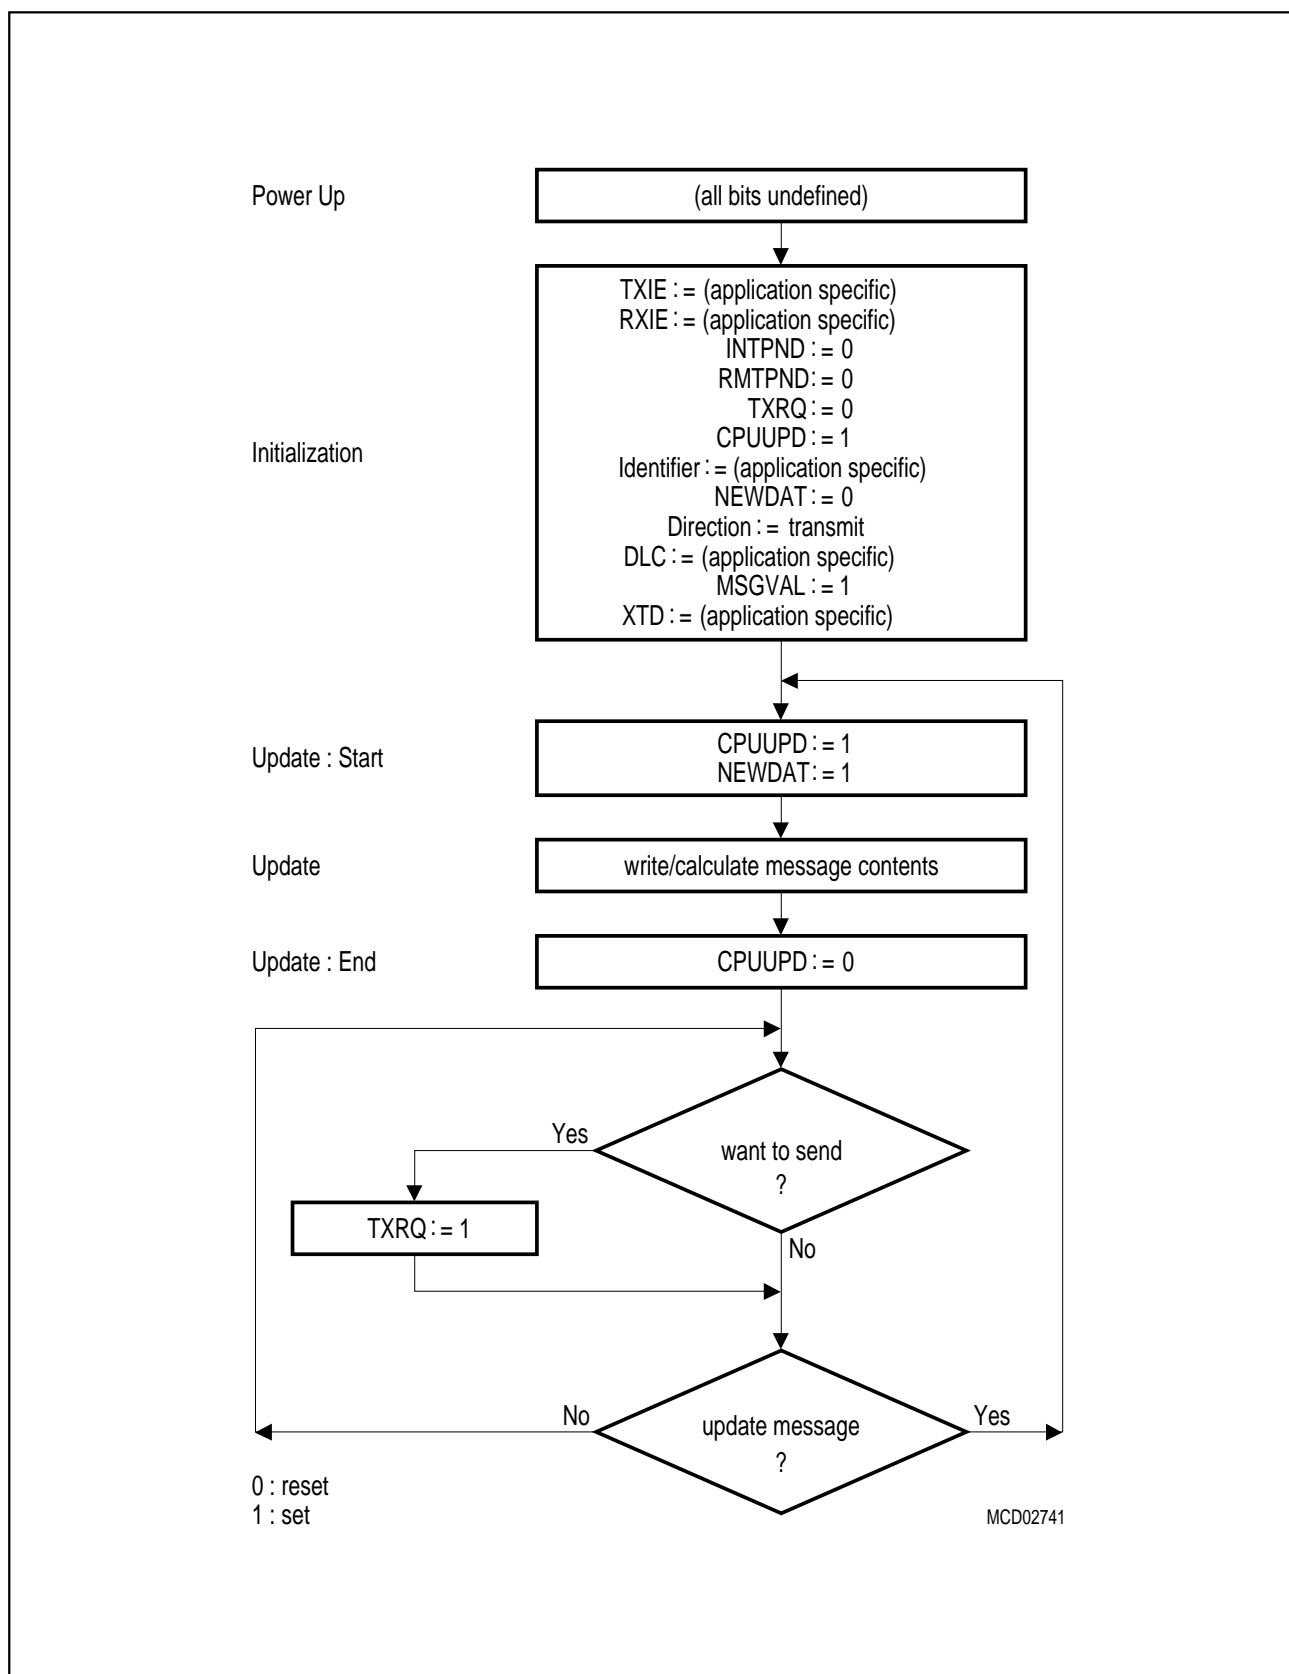 Power Up
(all bits undefined)
Initialization
TXIE := (application specific)
RXIE := (application specific)
INTPND := 0
RMTPND := 0
TXRQ := 0
CPUUPD := 1
Identifier := (application specific)
NEWDAT := 0
Direction := transmit
DLC := (application specific)
MSGVAL := 1
XTD := (application specific)
Update : Start
CPUUPD := 1
NEWDAT := 1
Update
write/calculate message contents
Update : End
CPUUPD := 0
want to send
?
Yes
TXRQ := 1
No
update message
?
No
Yes
0 : reset
1 : set
MCD02741